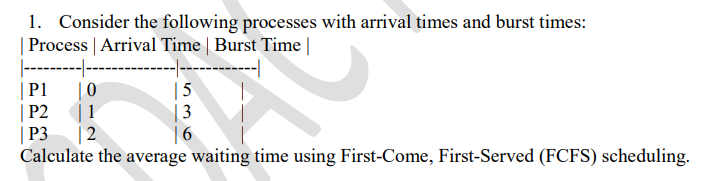 1. Consider the following processes with arrival times and burst times:
| Process | Arrival Time | Burst Time |
|---------|--------------|------------|
| P1 | 0 | 5 |
| P2 | 1 | 3 |
| P3 | 2 | 6 |
Calculate the average waiting time using First-Come, First-Served (FCFS) scheduling.